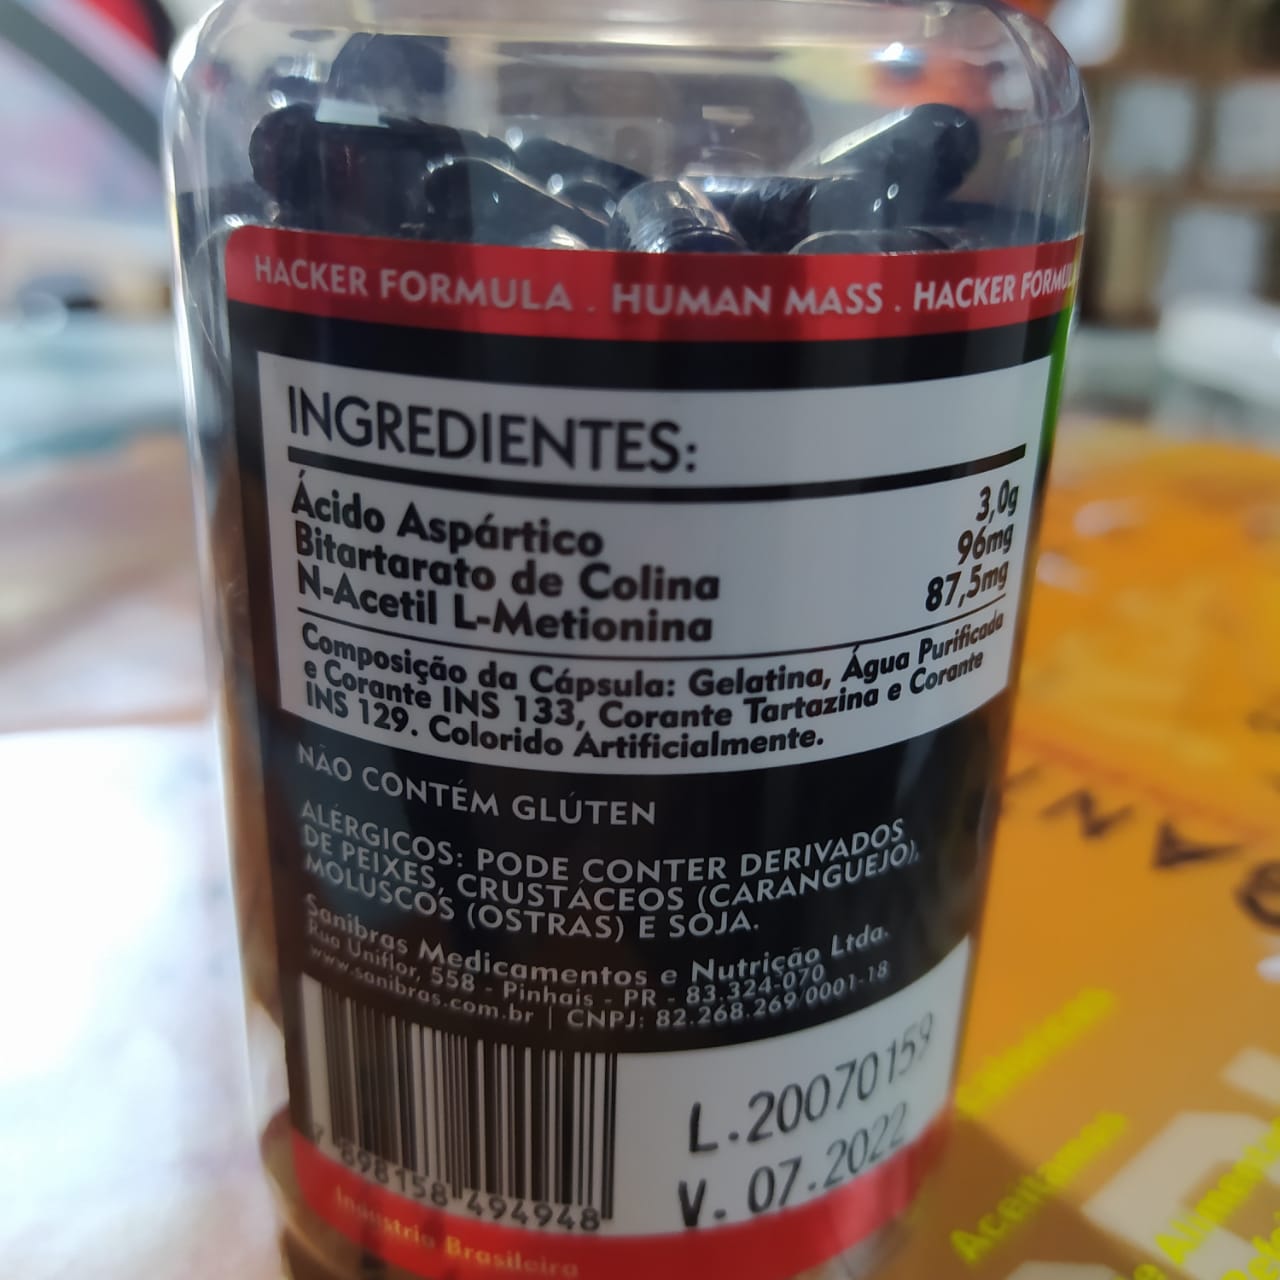 HACKER FORMULA . HUMAN MASS . HACKER FORMU
INGREDIENTES:
Ácido Aspártico 3,0g
Bitartarato de Colina 96mg
N-Acetil L-Metionina 87,5mg
Composição da Cápsula: Gelatina, Água Purificada
e Corante INS 133, Corante Tartazina e Corante
INS 129. Colorido Artificialmente.
NÃO CONTÉM GLÚTEN
ALÉRGICOS: PODE CONTER DERIVADOS
DE PEIXES, CRUSTÁCEOS (CARANGUEJO),
MOLUSCOS (OSTRAS) E SOJA.
Sanibras Medicamentos e Nutrição Ltda.
Rua Uniflor, 558 - Pinhais - PR - 83.324-070
www.sanibras.com.br | CNPJ: 82.268.269/0001-18
L.20070159
V. 07.2022
7 898158 494948
Indústria Brasileira
Aceitamos